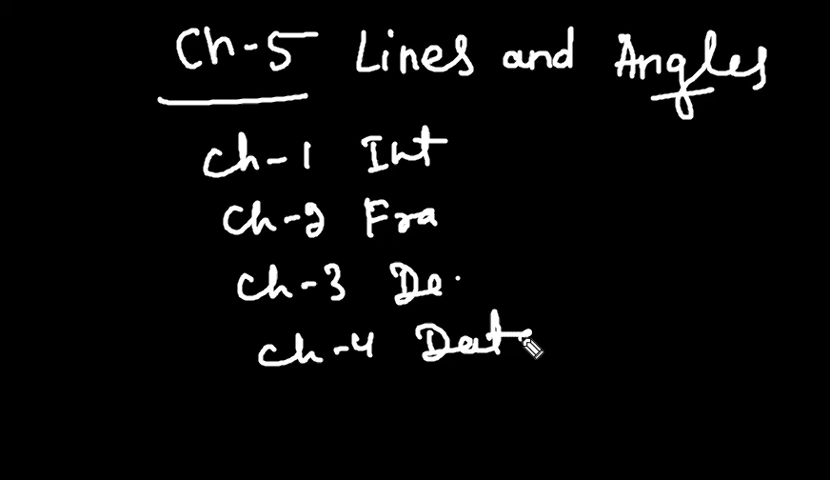 Ch-5 Lines and Angles
Ch-1 Int
Ch-2 Fra
Ch-3 De.
Ch-4 Dat